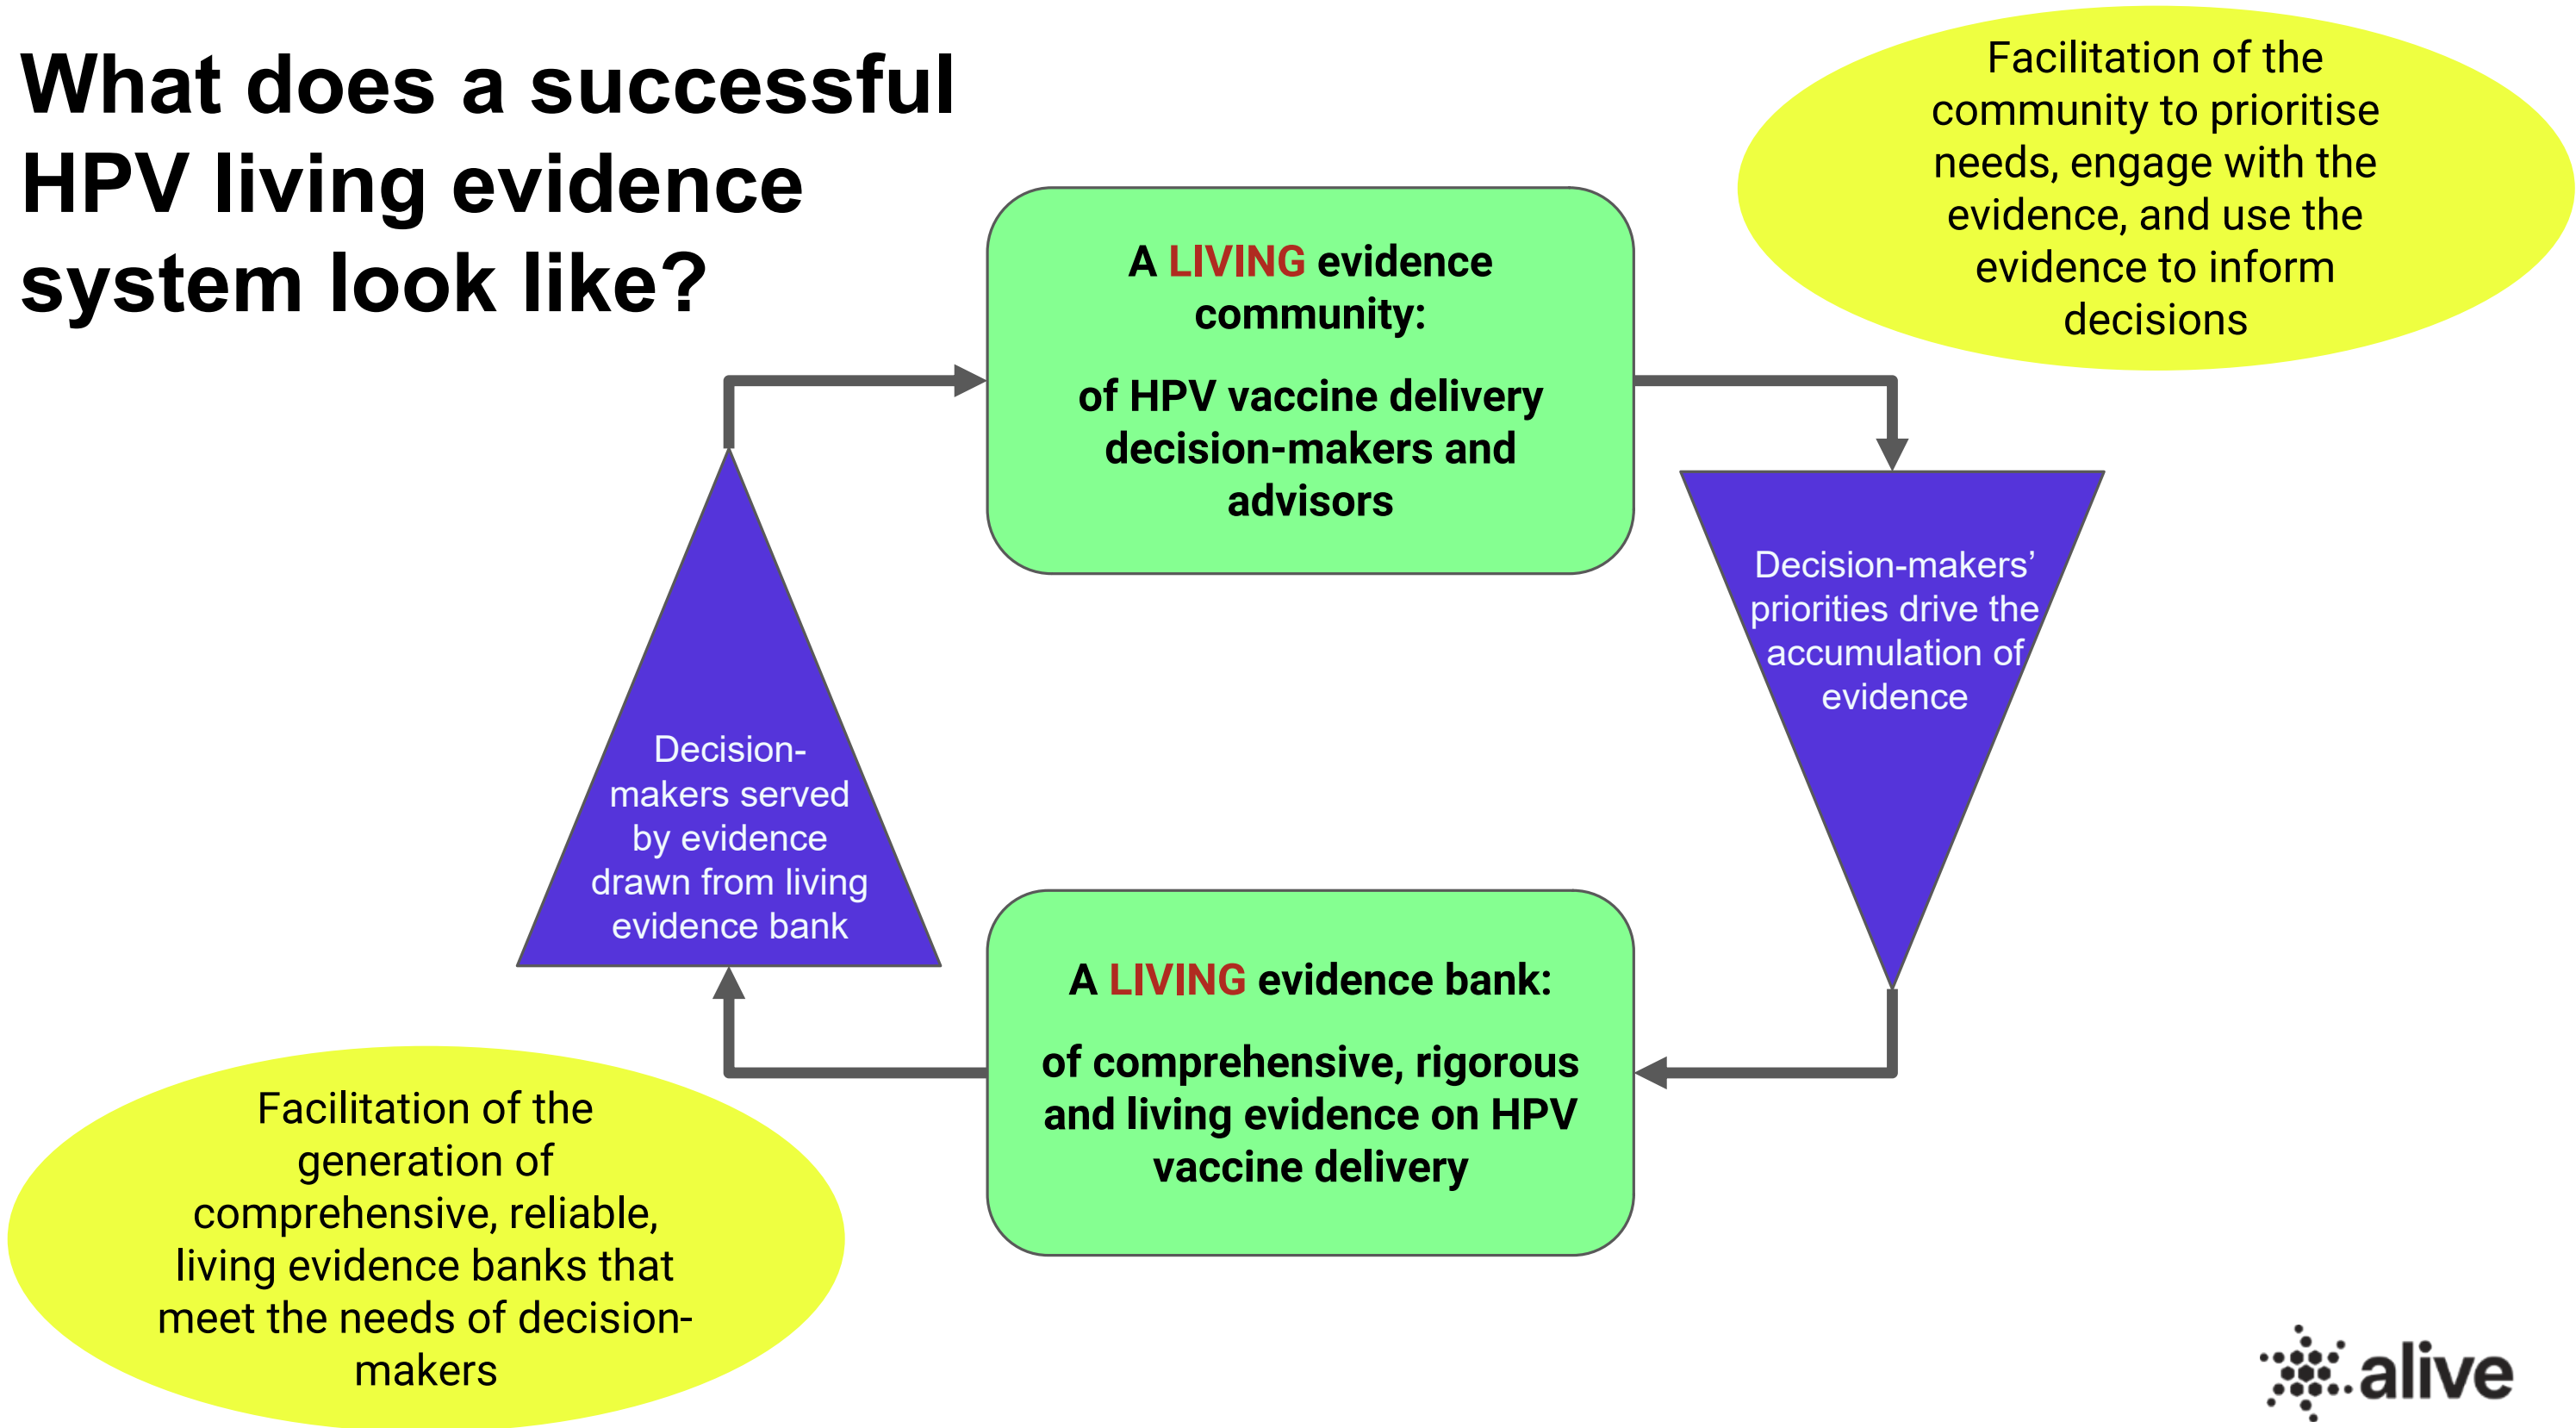 What does a successful
HPV living evidence
system look like?
Facilitation of the
community to prioritise
needs, engage with the
evidence, and use the
evidence to inform
decisions
A LIVING evidence
community:
of HPV vaccine delivery
decision-makers and
advisors
Decision-makers’
priorities drive the
accumulation of
evidence
Decision-
makers served
by evidence
drawn from living
evidence bank
A LIVING evidence bank:
of comprehensive, rigorous
and living evidence on HPV
vaccine delivery
Facilitation of the
generation of
comprehensive, reliable,
living evidence banks that
meet the needs of decision-
makers
alive